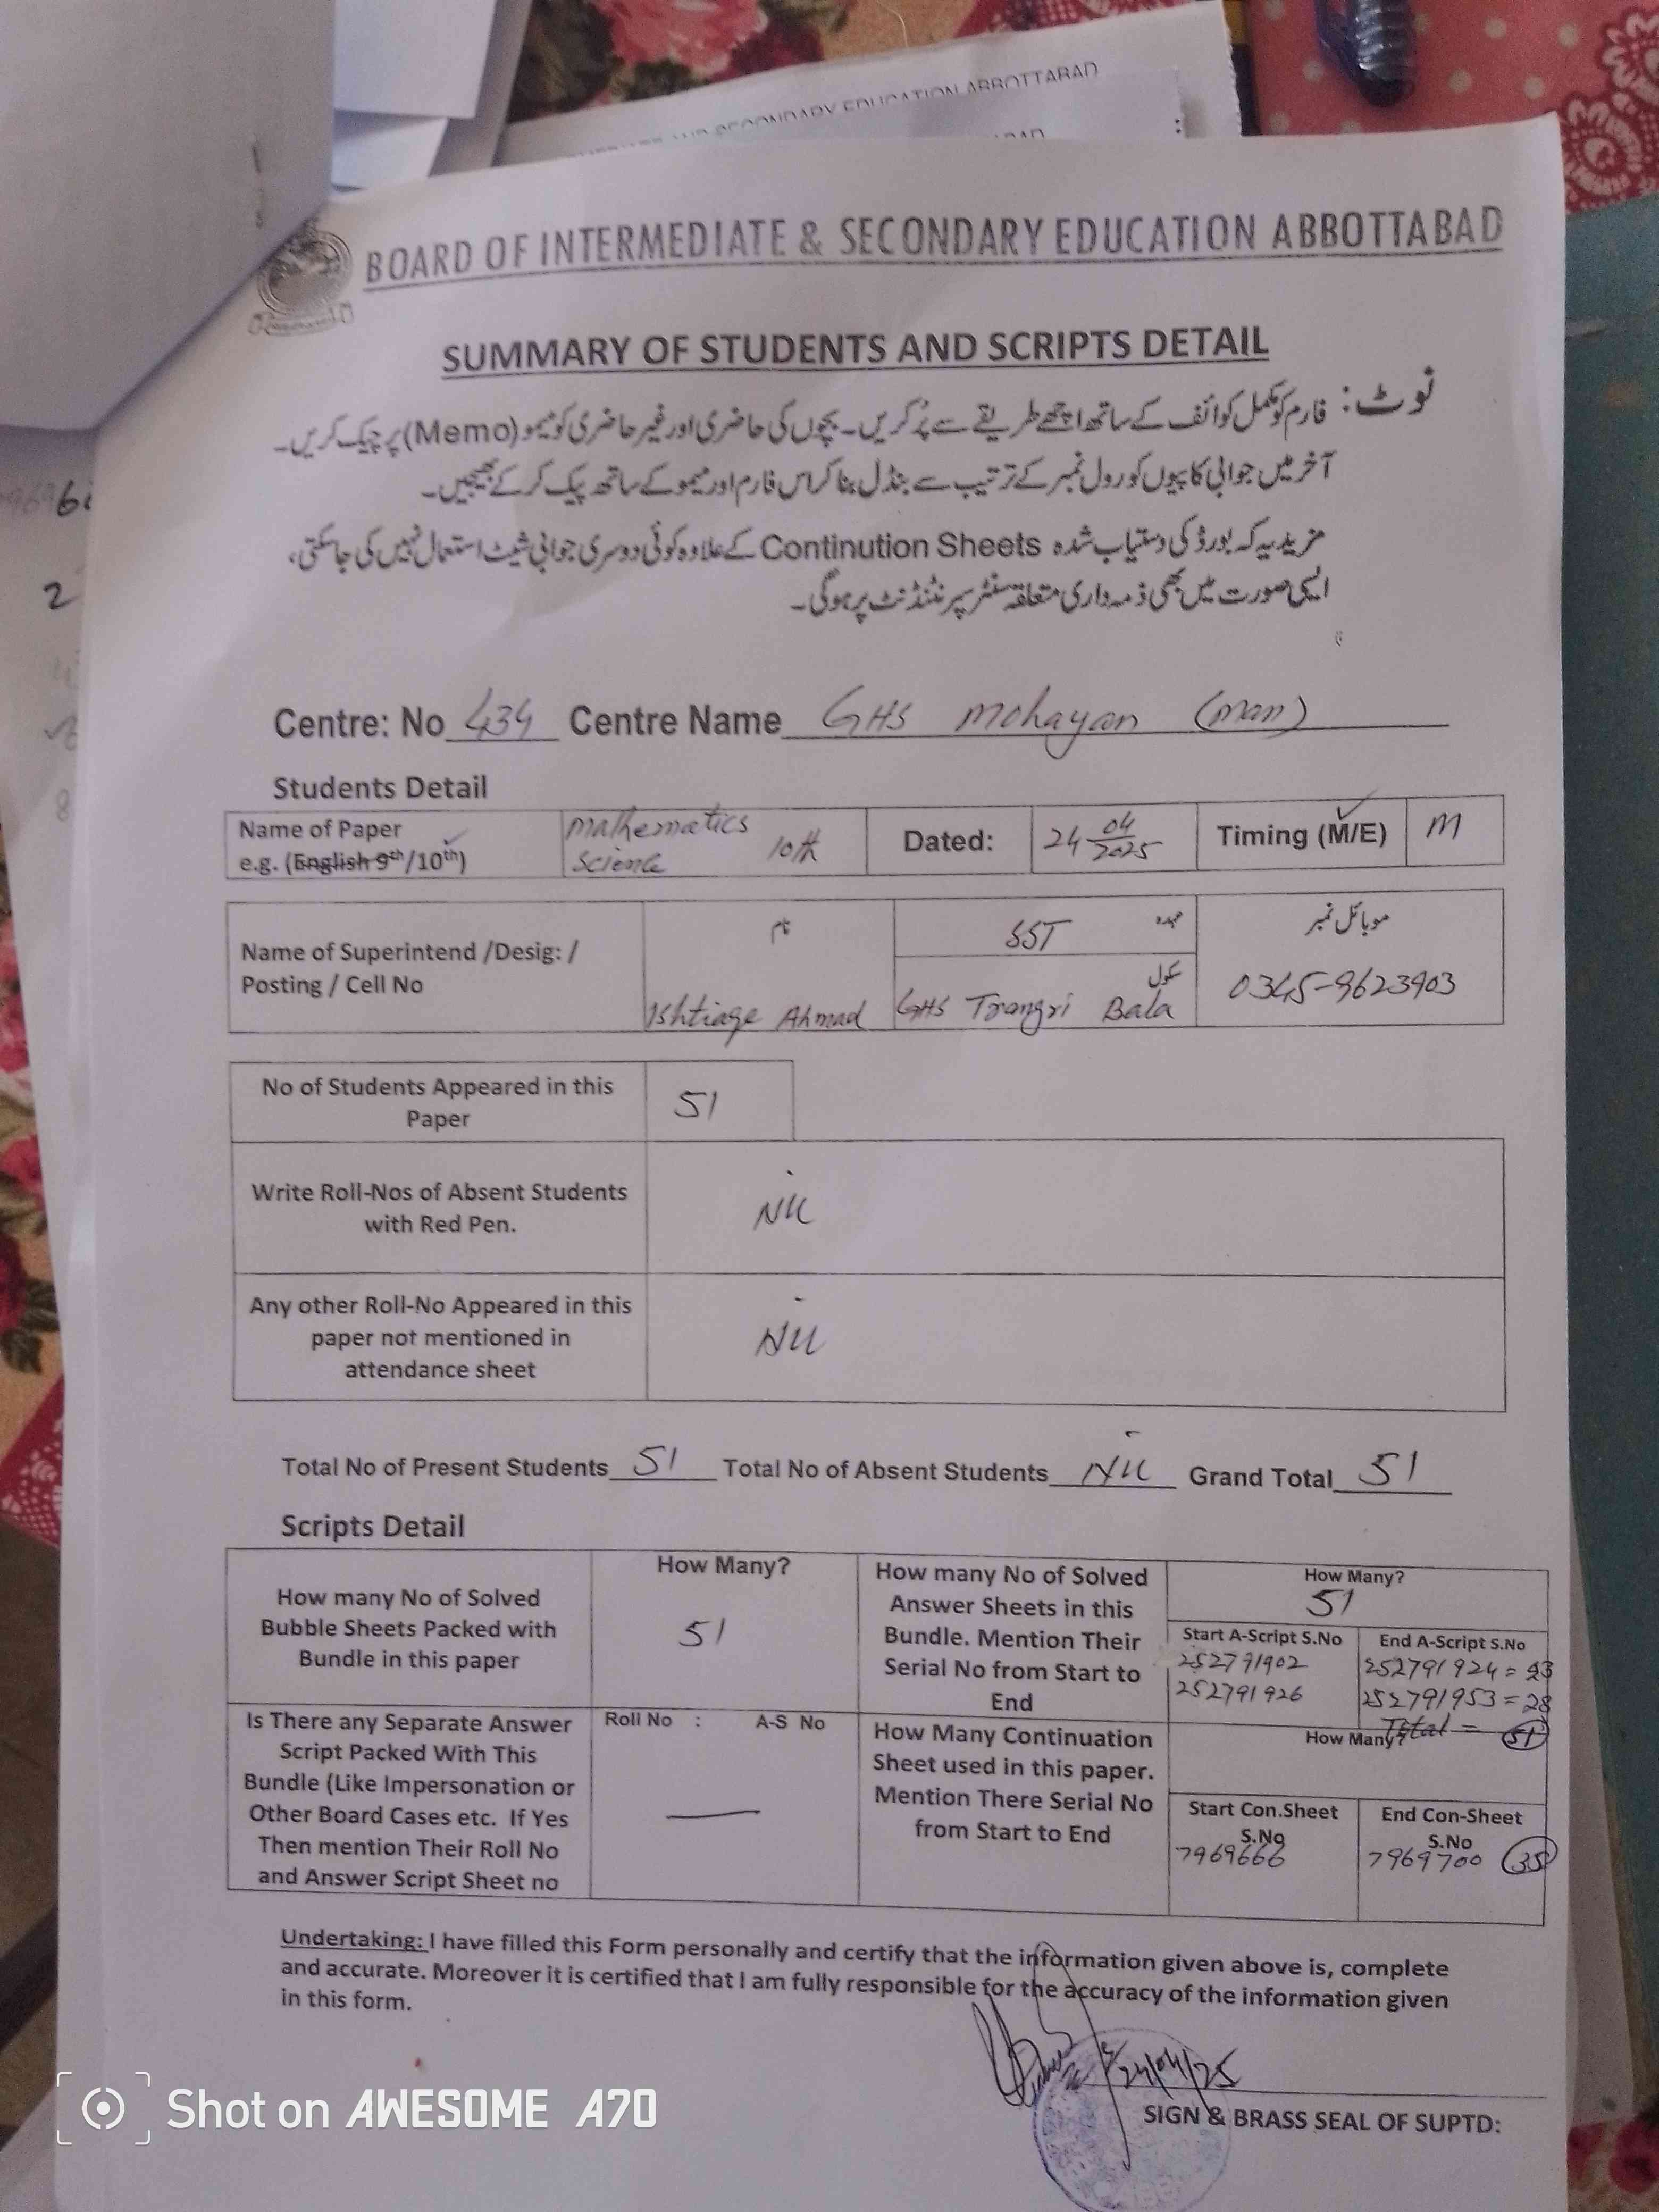 SECONDARY EDUCATION ABBOTTABAD
BOARD OF INTERMEDIATE & SECONDARY EDUCATION ABBOTTABAD
SUMMARY OF STUDENTS AND SCRIPTS DETAIL
نوٹ: فارم کو مکمل کوائف کے ساتھ اچھے طریقے سے پُر کریں۔ بچوں کی حاضری اور غیر حاضری کو میمو (Memo) پر چیک کریں۔
آخر میں جوابی کاپیوں کو رول نمبر کے ترتیب سے بنڈل بنا کر اس فارم اور میمو کے ساتھ پیک کر کے بھیجیں۔
مزید یہ کہ بورڈ کی دستیاب شدہ Continution Sheets کے علاوہ کوئی دوسری جوابی شیٹ استعمال نہیں کی جا سکتی،
ایسی صورت میں بھی ذمہ داری متعلقہ سنٹر سپرنٹنڈنٹ پر ہو گی۔
Centre: No 434 Centre Name GHS Mohayan (Man)
Students Detail
Name of Paper e.g. (English 9th/10th) Mathematics Science 10th Dated: 24 04/2025 Timing (M/E) M
Name of Superintend /Desig: / Posting / Cell No
نام
Ishtiaqe Ahmad
عہدہ
SST
سکول
GHS Trangri Bala
موبائل نمبر
0345-9623903
No of Students Appeared in this Paper 51
Write Roll-Nos of Absent Students with Red Pen. Nil
Any other Roll-No Appeared in this paper not mentioned in attendance sheet Nil
Total No of Present Students 51 Total No of Absent Students Nil Grand Total 51
Scripts Detail
How many No of Solved Bubble Sheets Packed with Bundle in this paper
How Many?
51
How many No of Solved Answer Sheets in this Bundle. Mention Their Serial No from Start to End
How Many?
51
Start A-Script S.No End A-Script S.No
252791902 252791924 = 23
252791926 252791953 = 28
Total = 51
Is There any Separate Answer Script Packed With This Bundle (Like Impersonation or Other Board Cases etc. If Yes Then mention Their Roll No and Answer Script Sheet no
Roll No : A-S No
How Many Continuation Sheet used in this paper. Mention There Serial No from Start to End
How Many?
Start Con.Sheet S.No End Con-Sheet S.No
7969666 7969700 35
Undertaking: I have filled this Form personally and certify that the information given above is, complete
and accurate. Moreover it is certified that I am fully responsible for the accuracy of the information given
in this form.
24/04/25
SIGN & BRASS SEAL OF SUPTD:
Shot on AWESOME A70